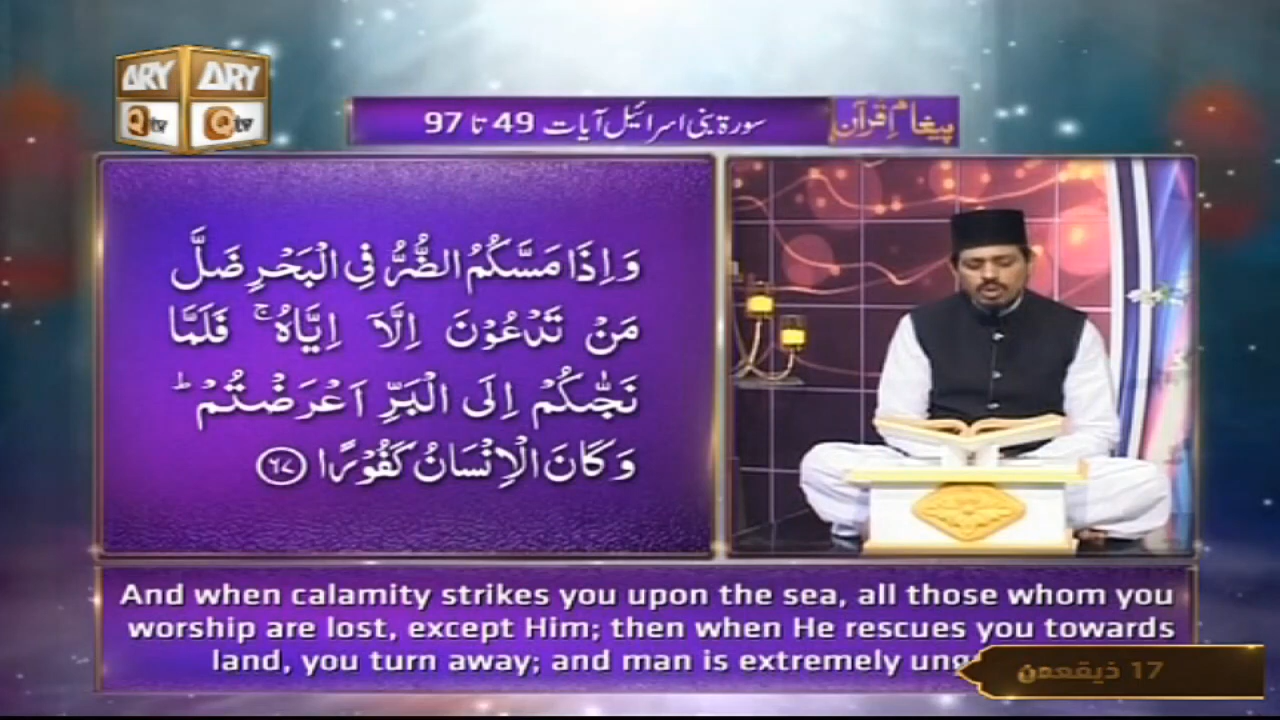 ARY ARY
Qtv Qtv
پیغامِ قرآن
سورۃ بنی اسرائیل آیات 49 تا 97
وَ اِذَا مَسَّكُمُ الضُّرُّ فِی الْبَحْرِ ضَلَّ
مَنْ تَدْعُوْنَ اِلَّاۤ اِیَّاهُ ۚ فَلَمَّا
نَجّٰىكُمْ اِلَى الْبَرِّ اَعْرَضْتُمْ ؕ
وَ كَانَ الْاِنْسَانُ كَفُوْرًا ۶۷
And when calamity strikes you upon the sea, all those whom you
worship are lost, except Him; then when He rescues you towards
land, you turn away; and man is extremely
17 ذیقعدہ